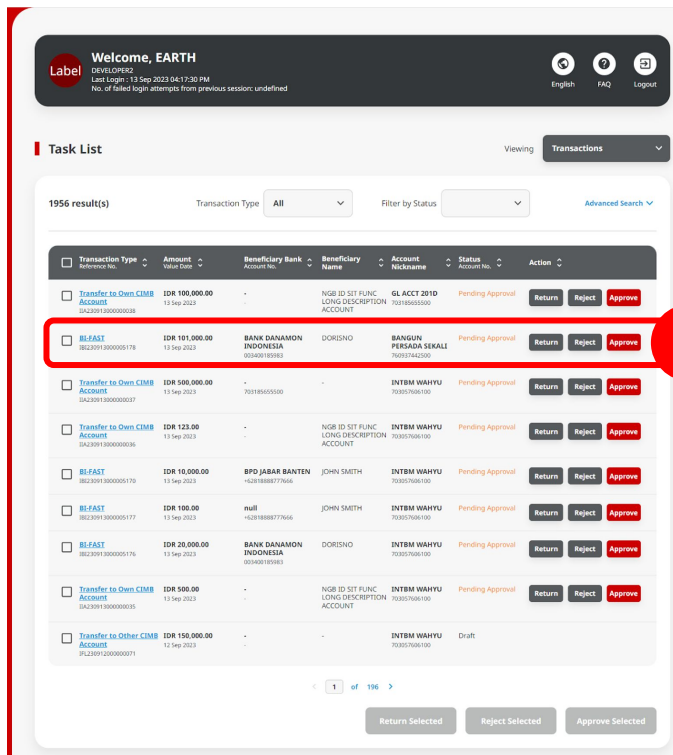 Label
Welcome, EARTH
DEVELOPER2
Last Login : 13 Sep 2023 04:17:30 PM
No. of failed login attempts from previous session: undefined
English FAQ Logout
Task List
Viewing Transactions
1956 result(s) Transaction Type All Filter by Status Advanced Search
Transaction Type Amount Beneficiary Bank Beneficiary Account Status Action
Reference No. Value Date Account No. Name Nickname Account No.
Transfer to Own CIMB IDR 100,000.00 - NGB ID SIT FUNC GL ACCT 201D Pending Approval Return Reject Approve
Account 13 Sep 2023 - LONG DESCRIPTION 703185655500
IIA230913000000038 ACCOUNT
BI-FAST IDR 101,000.00 BANK DANAMON DORISNO BANGUN Pending Approval Return Reject Approve
IBI230913000005178 13 Sep 2023 INDONESIA PERSADA SEKALI
003400185983 760937442500
Transfer to Own CIMB IDR 500,000.00 - - INTBM WAHYU Pending Approval Return Reject Approve
Account 13 Sep 2023 703185655500 703057606100
IIA230913000000037
Transfer to Own CIMB IDR 123.00 - NGB ID SIT FUNC INTBM WAHYU Pending Approval Return Reject Approve
Account 13 Sep 2023 - LONG DESCRIPTION 703057606100
IIA230913000000036 ACCOUNT
BI-FAST IDR 10,000.00 BPD JABAR BANTEN JOHN SMITH INTBM WAHYU Pending Approval Return Reject Approve
IBI230913000005170 13 Sep 2023 +62818888777666 703057606100
BI-FAST IDR 100.00 null JOHN SMITH INTBM WAHYU Pending Approval Return Reject Approve
IBI230913000005177 13 Sep 2023 +62818888777666 703057606100
BI-FAST IDR 20,000.00 BANK DANAMON DORISNO INTBM WAHYU Pending Approval Return Reject Approve
IBI230913000005176 13 Sep 2023 INDONESIA 703057606100
003400185983
Transfer to Own CIMB IDR 500.00 - NGB ID SIT FUNC INTBM WAHYU Pending Approval Return Reject Approve
Account 13 Sep 2023 - LONG DESCRIPTION 703057606100
IIA230913000000035 ACCOUNT
Transfer to Other CIMB IDR 150,000.00 - - INTBM WAHYU Draft
Account 12 Sep 2023 - 703057606100
IPL230912000000071
< 1 of 196 >
Return Selected Reject Selected Approve Selected